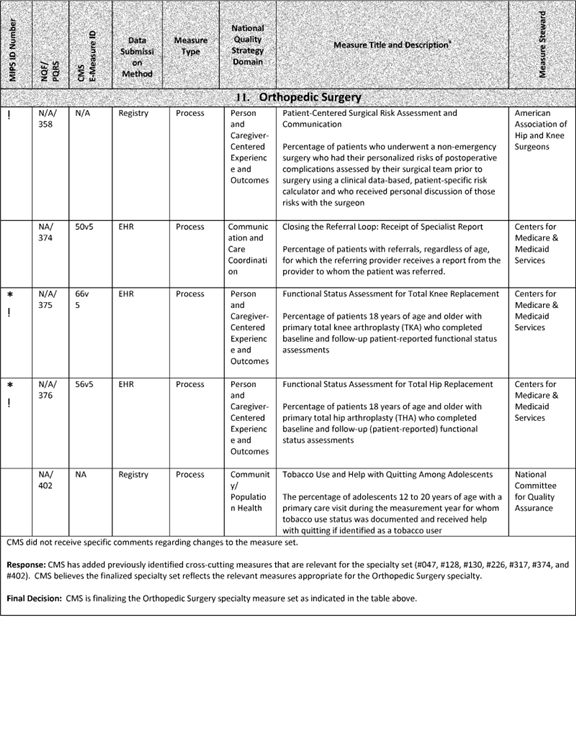 MIPS ID Number
NQF/
PQRS
CMS
E-Measure ID
Data
Submissi
on
Method
Measure
Type
National
Quality
Strategy
Domain
Measure Title and Description¥
Measure Steward
11. Orthopedic Surgery
!
N/A/
358
N/A
Registry
Process
Person
and
Caregiver-
Centered
Experienc
e and
Outcomes
Patient-Centered Surgical Risk Assessment and
Communication
Percentage of patients who underwent a non-emergency
surgery who had their personalized risks of postoperative
complications assessed by their surgical team prior to
surgery using a clinical data-based, patient-specific risk
calculator and who received personal discussion of those
risks with the surgeon
American
Association of
Hip and Knee
Surgeons
NA/
374
50v5
EHR
Process
Communic
ation and
Care
Coordinati
on
Closing the Referral Loop: Receipt of Specialist Report
Percentage of patients with referrals, regardless of age,
for which the referring provider receives a report from the
provider to whom the patient was referred.
Centers for
Medicare &
Medicaid
Services
*
!
N/A/
375
66v
5
EHR
Process
Person
and
Caregiver-
Centered
Experienc
e and
Outcomes
Functional Status Assessment for Total Knee Replacement
Percentage of patients 18 years of age and older with
primary total knee arthroplasty (TKA) who completed
baseline and follow-up patient-reported functional status
assessments
Centers for
Medicare &
Medicaid
Services
*
!
N/A/
376
56v5
EHR
Process
Person
and
Caregiver-
Centered
Experienc
e and
Outcomes
Functional Status Assessment for Total Hip Replacement
Percentage of patients 18 years of age and older with
primary total hip arthroplasty (THA) who completed
baseline and follow-up (patient-reported) functional
status assessments
Centers for
Medicare &
Medicaid
Services
NA/
402
NA
Registry
Process
Communit
y/
Populatio
n Health
Tobacco Use and Help with Quitting Among Adolescents
The percentage of adolescents 12 to 20 years of age with a
primary care visit during the measurement year for whom
tobacco use status was documented and received help
with quitting if identified as a tobacco user
National
Committee
for Quality
Assurance
CMS did not receive specific comments regarding changes to the measure set.
Response: CMS has added previously identified cross-cutting measures that are relevant for the specialty set (#047, #128, #130, #226, #317, #374, and
#402). CMS believes the finalized specialty set reflects the relevant measures appropriate for the Orthopedic Surgery specialty.
Final Decision: CMS is finalizing the Orthopedic Surgery specialty measure set as indicated in the table above.